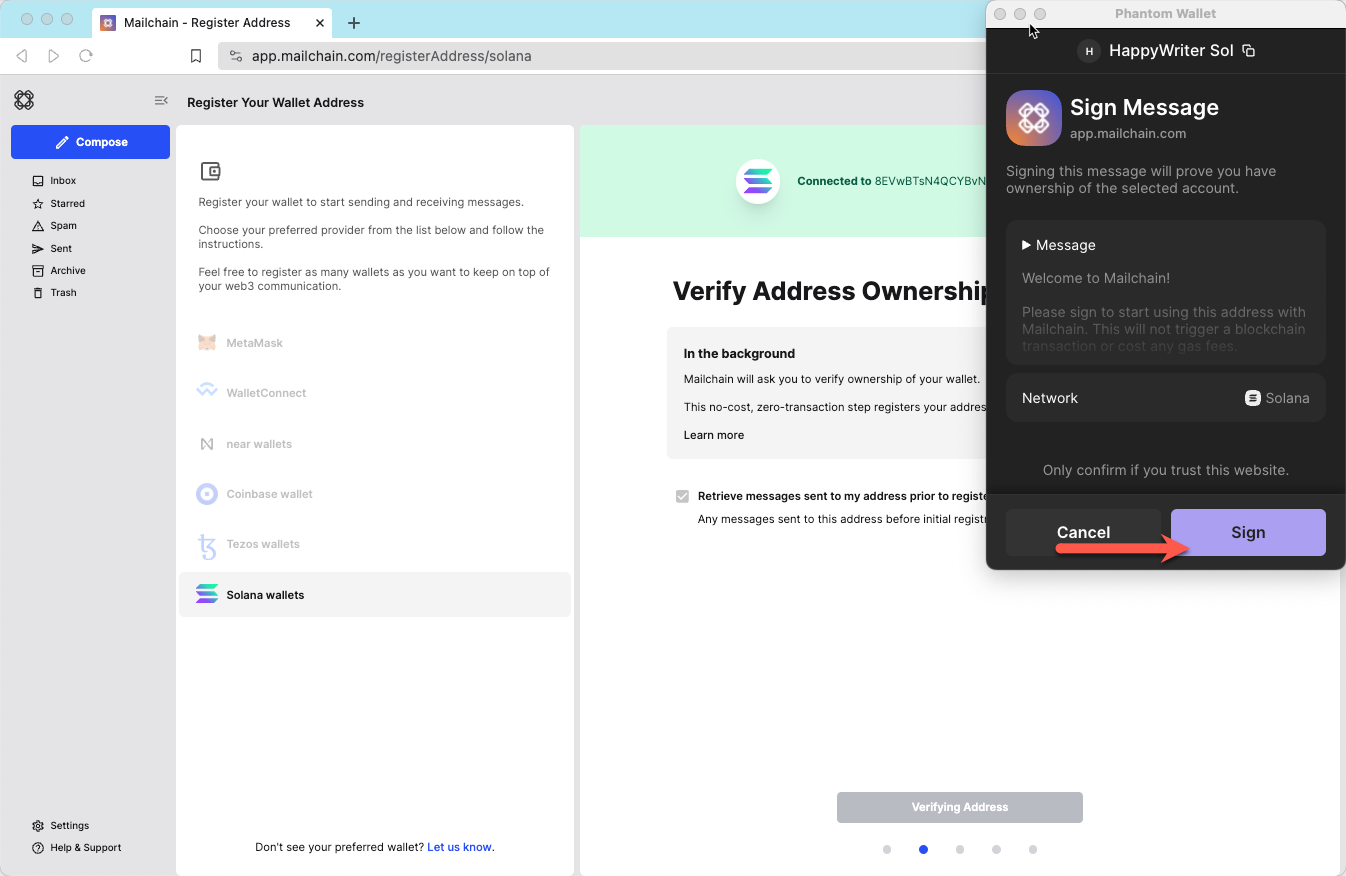 Mailchain - Register Address
app.mailchain.com/registerAddress/solana
Register Your Wallet Address
Compose
Inbox
Starred
Spam
Sent
Archive
Trash
Settings
Help & Support
Register your wallet to start sending and receiving messages.
Choose your preferred provider from the list below and follow the
instructions.
Feel free to register as many wallets as you want to keep on top of
your web3 communication.
MetaMask
WalletConnect
near wallets
Coinbase wallet
Tezos wallets
Solana wallets
Don't see your preferred wallet? Let us know.
Connected to 8EVwBTsN4QCYBvN
Verify Address Ownership
In the background
Mailchain will ask you to verify ownership of your wallet.
This no-cost, zero-transaction step registers your addres
Learn more
Retrieve messages sent to my address prior to registe
Any messages sent to this address before initial registr
Verifying Address
Phantom Wallet
H
HappyWriter Sol
Sign Message
app.mailchain.com
Signing this message will prove you have
ownership of the selected account.
Message
Welcome to Mailchain!
Please sign to start using this address with
Mailchain. This will not trigger a blockchain
transaction or cost any gas fees.
Network
Solana
Only confirm if you trust this website.
Cancel
Sign